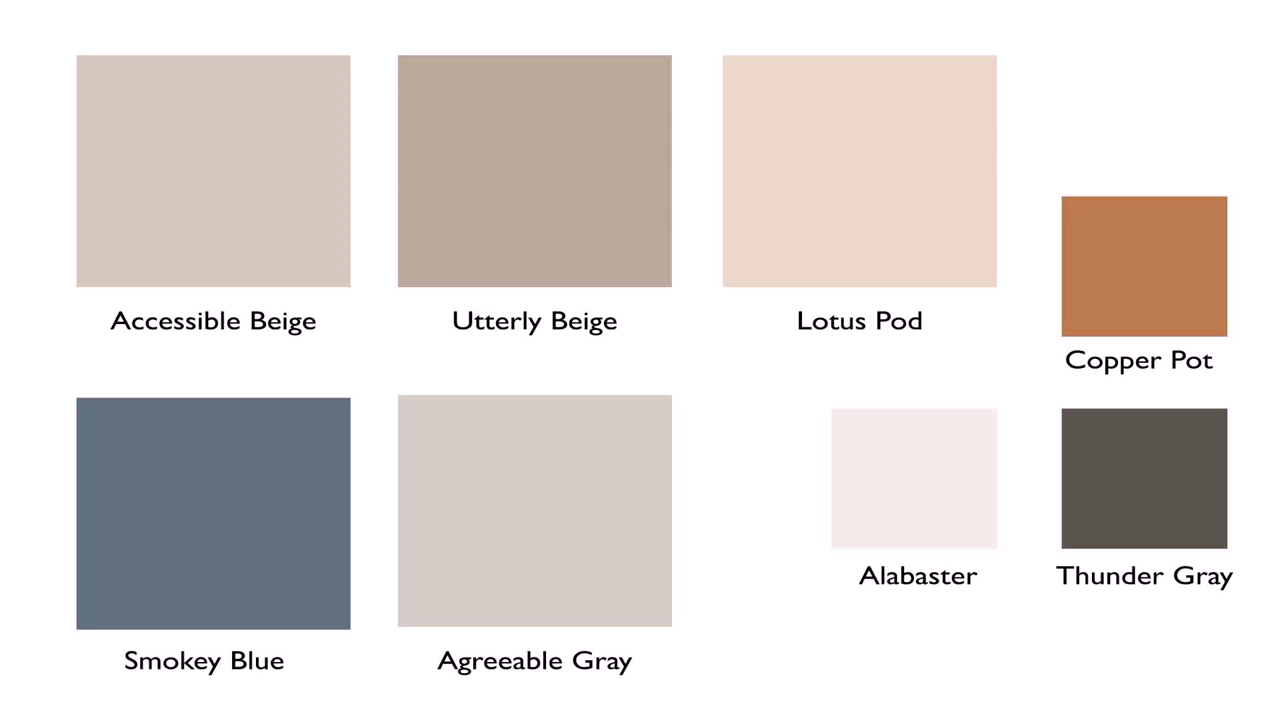 Accessible Beige
Utterly Beige
Lotus Pod
Copper Pot
Smokey Blue
Agreeable Gray
Alabaster
Thunder Gray